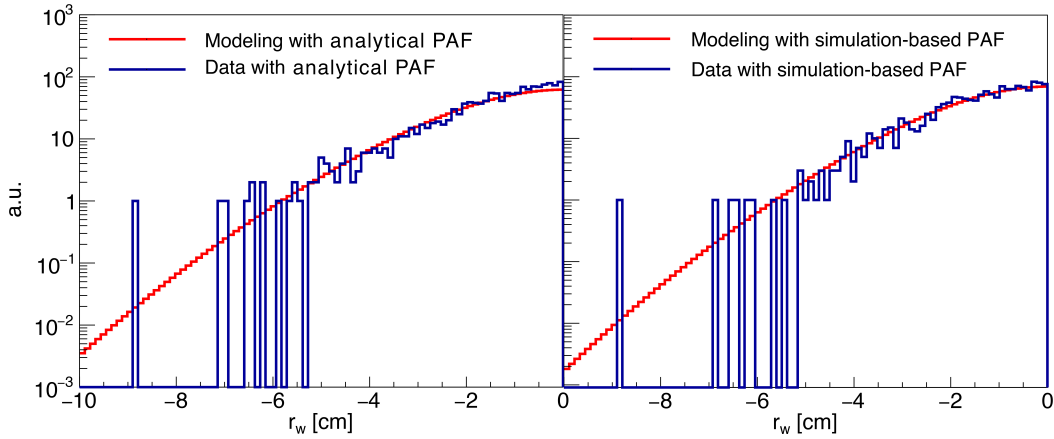 10³
10²
10
1
10⁻¹
10⁻²
10⁻³
a.u.
Modeling with analytical PAF
Data with analytical PAF
−10 −8 −6 −4 −2 0
r_w [cm]
Modeling with simulation-based PAF
Data with simulation-based PAF
−8 −6 −4 −2 0
r_w [cm]